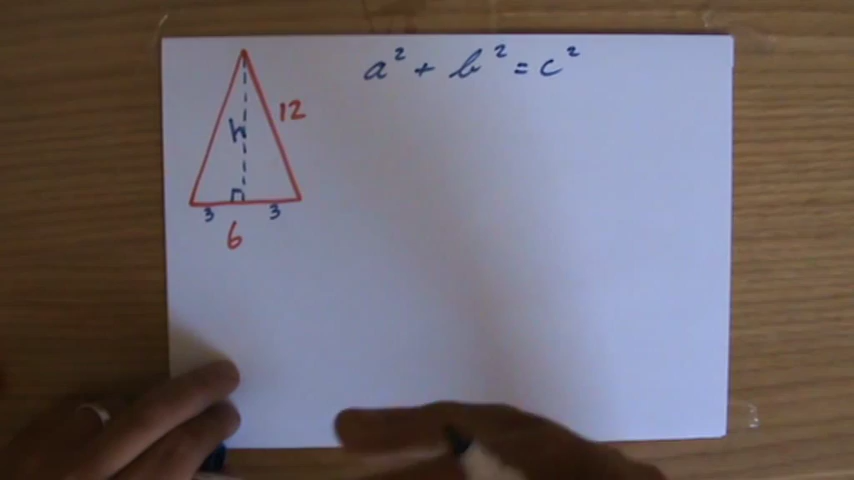 a² + b² = c²
12
h
3 3
6